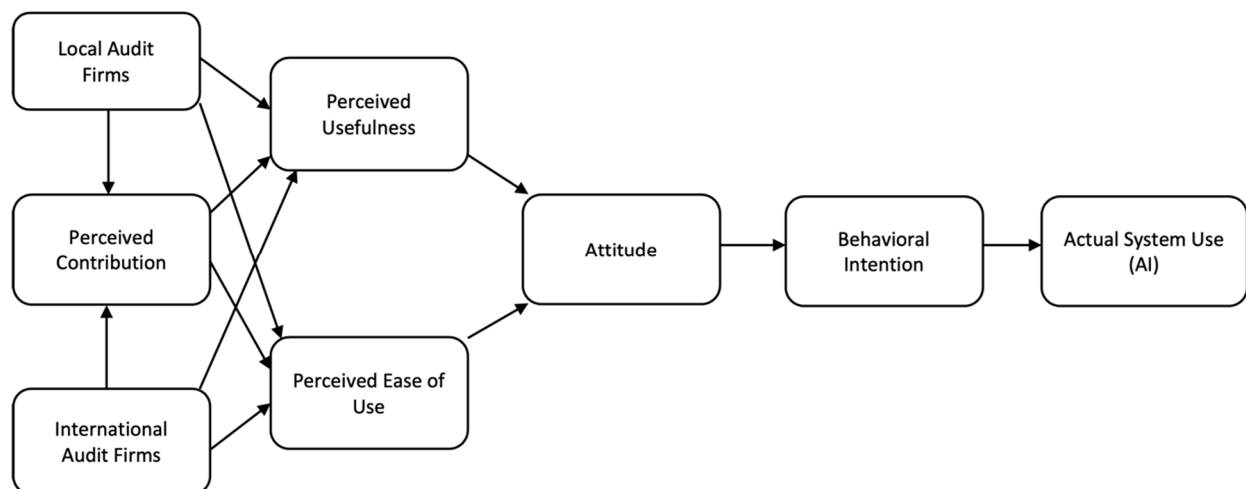 Local Audit
Firms
Perceived
Usefulness
Perceived
Contribution
Attitude
Behavioral
Intention
Actual System Use
(AI)
Perceived Ease of
Use
International
Audit Firms